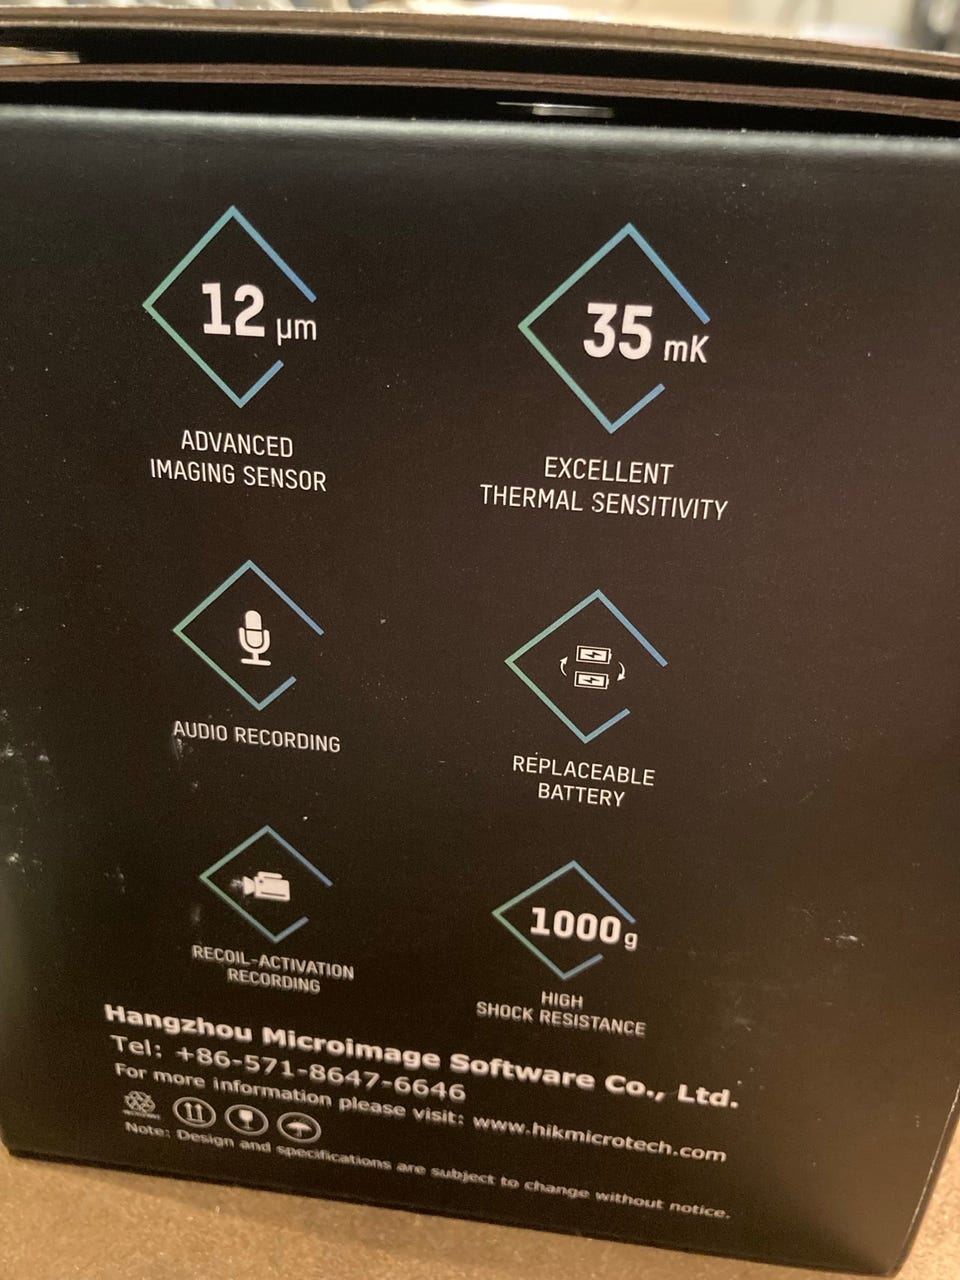 12 µm
ADVANCED
IMAGING SENSOR
35 mK
EXCELLENT
THERMAL SENSITIVITY
AUDIO RECORDING
REPLACEABLE
BATTERY
RECOIL-ACTIVATION
RECORDING
1000g
HIGH
SHOCK RESISTANCE
Hangzhou Microimage Software Co., Ltd.
Tel: +86-571-8647-6646
For more information please visit: www.hikmicrotech.com
Note: Design and specifications are subject to change without notice.